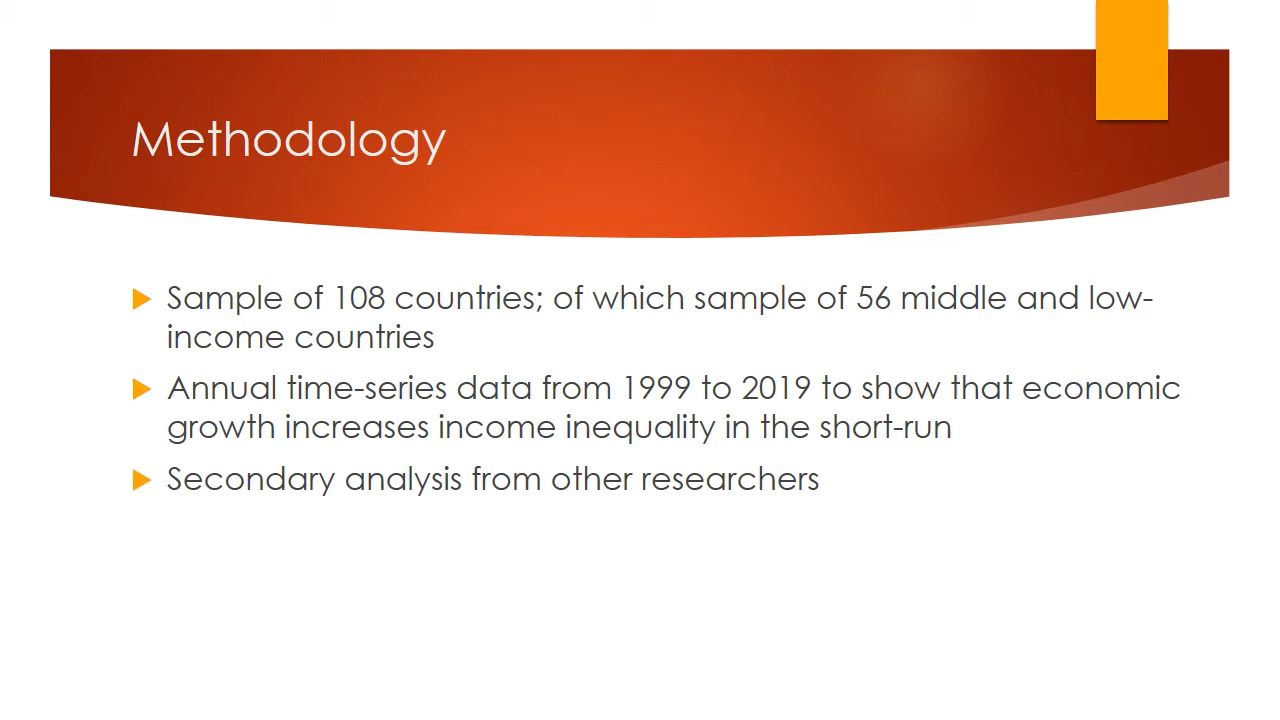 Methodology
Sample of 108 countries; of which sample of 56 middle and low-
income countries
Annual time-series data from 1999 to 2019 to show that economic
growth increases income inequality in the short-run
Secondary analysis from other researchers